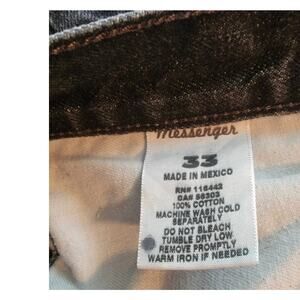 Messenger
33
MADE IN MEXICO
RN# 116442
CA# 56303
100% COTTON
MACHINE WASH COLD
SEPARATELY
DO NOT BLEACH
TUMBLE DRY LOW
REMOVE PROMPTLY
WARM IRON IF NEEDED